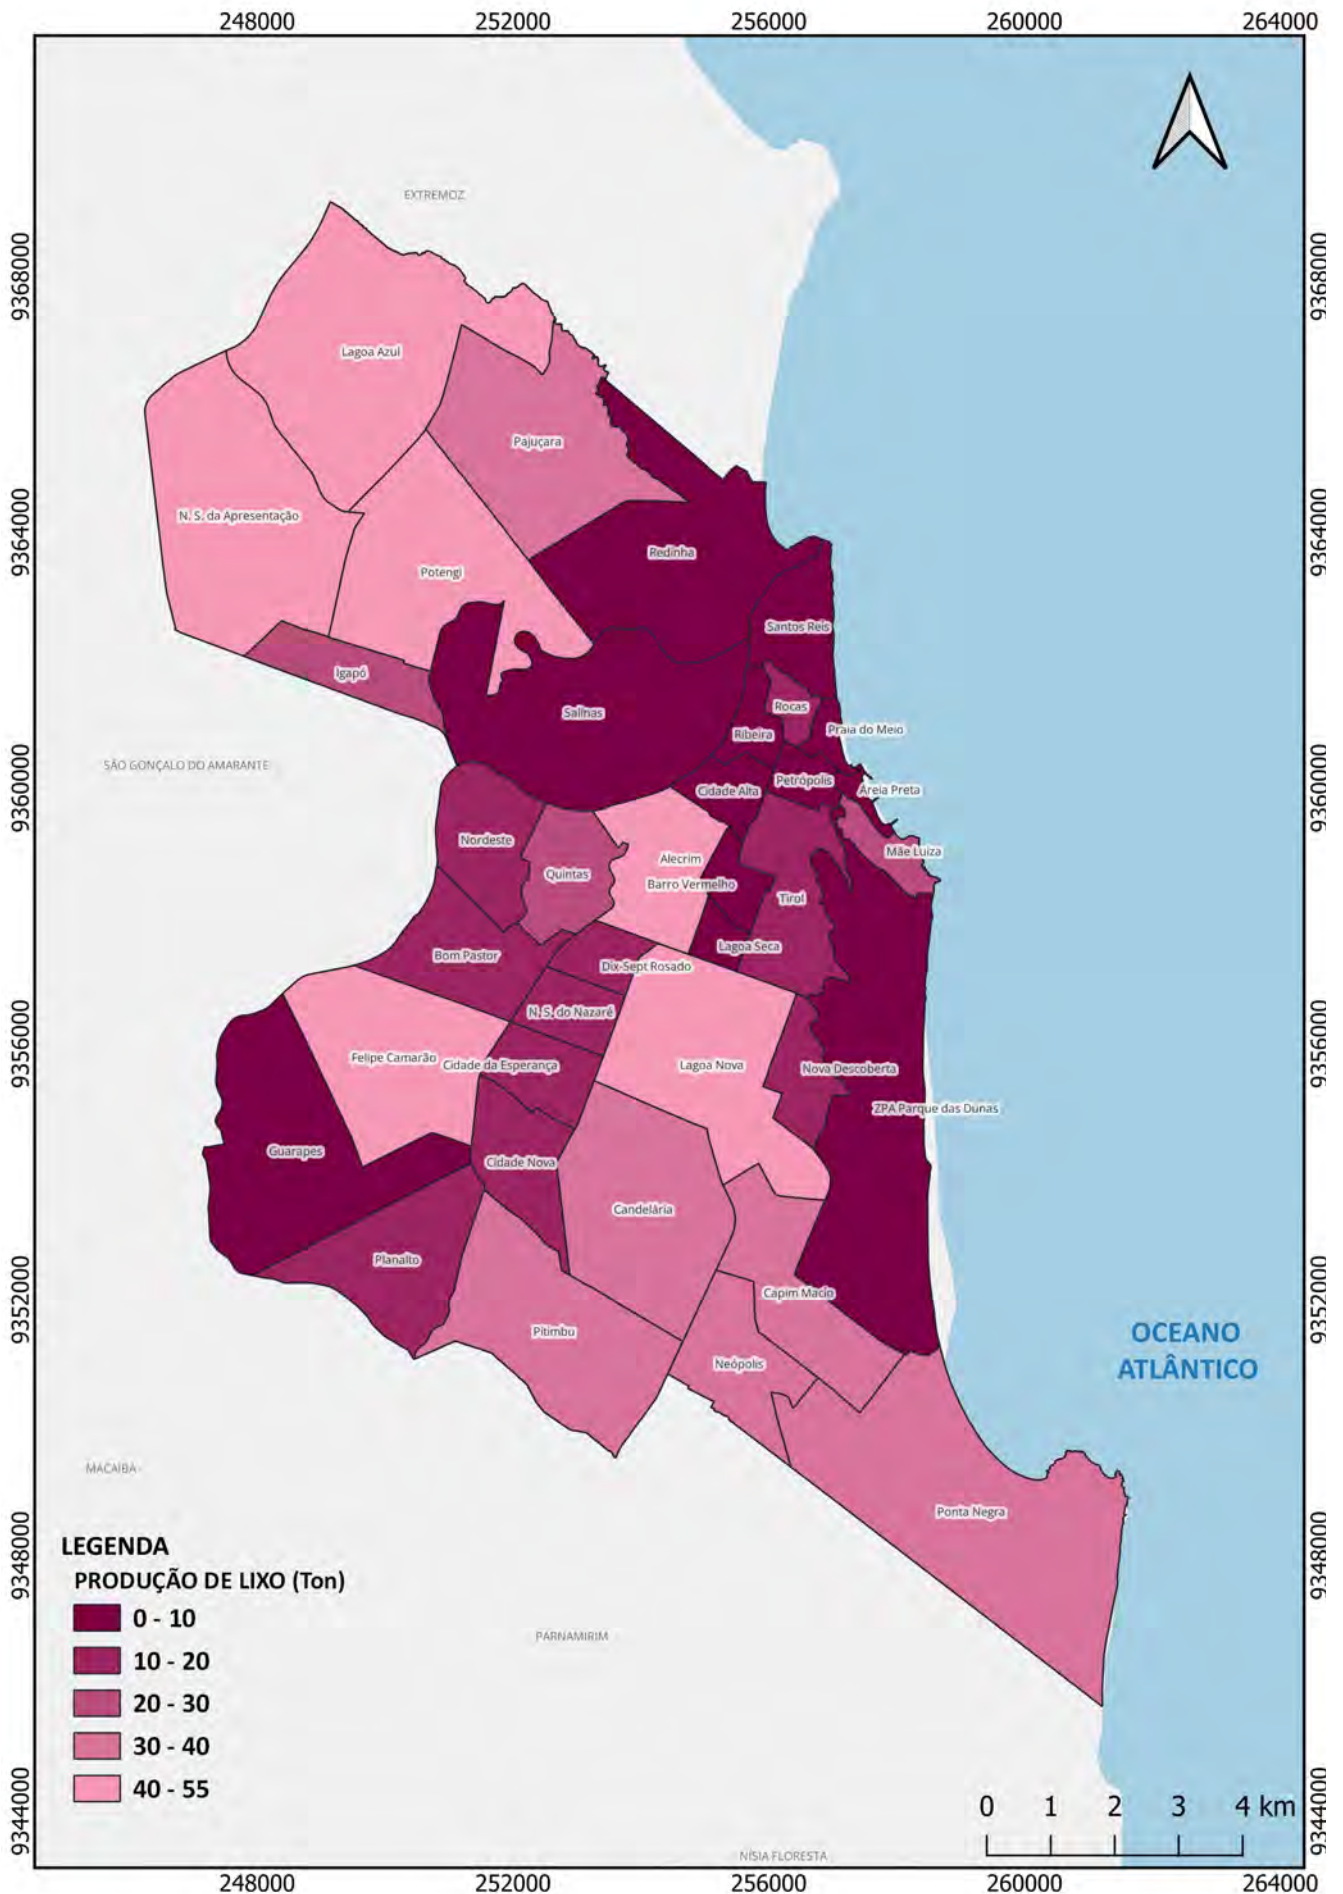 248000 252000 256000 260000 264000
EXTREMOZ
9368000 9368000
Lagoa Azul
Pajuçara
N. S. da Apresentação
9364000 9364000
Redinha
Potengi
Santos Reis
Igapó
Rocas
Salinas
Praia do Meio
Ribeira
SÃO GONÇALO DO AMARANTE
9360000 9360000
Petrópolis
Cidade Alta
Areia Preta
Nordeste
Mãe Luiza
Alecrim
Quintas
Barro Vermelho
Tirol
Lagoa Seca
Bom Pastor
Dix-Sept Rosado
N. S. do Nazaré
9356000 9356000
Felipe Camarão
Cidade da Esperança
Lagoa Nova
Nova Descoberta
ZPA Parque das Dunas
Guarapes
Cidade Nova
Candelária
Planalto
9352000 9352000
Capim Macio
Pitimbu
OCEANO
ATLÂNTICO
Neópolis
MACAÍBA
Ponta Negra
9348000 9348000
LEGENDA
PRODUÇÃO DE LIXO (Ton)
0 - 10
10 - 20
PARNAMIRIM
20 - 30
30 - 40
40 - 55
9344000 9344000
0 1 2 3 4 km
NÍSIA FLORESTA
248000 252000 256000 260000 264000